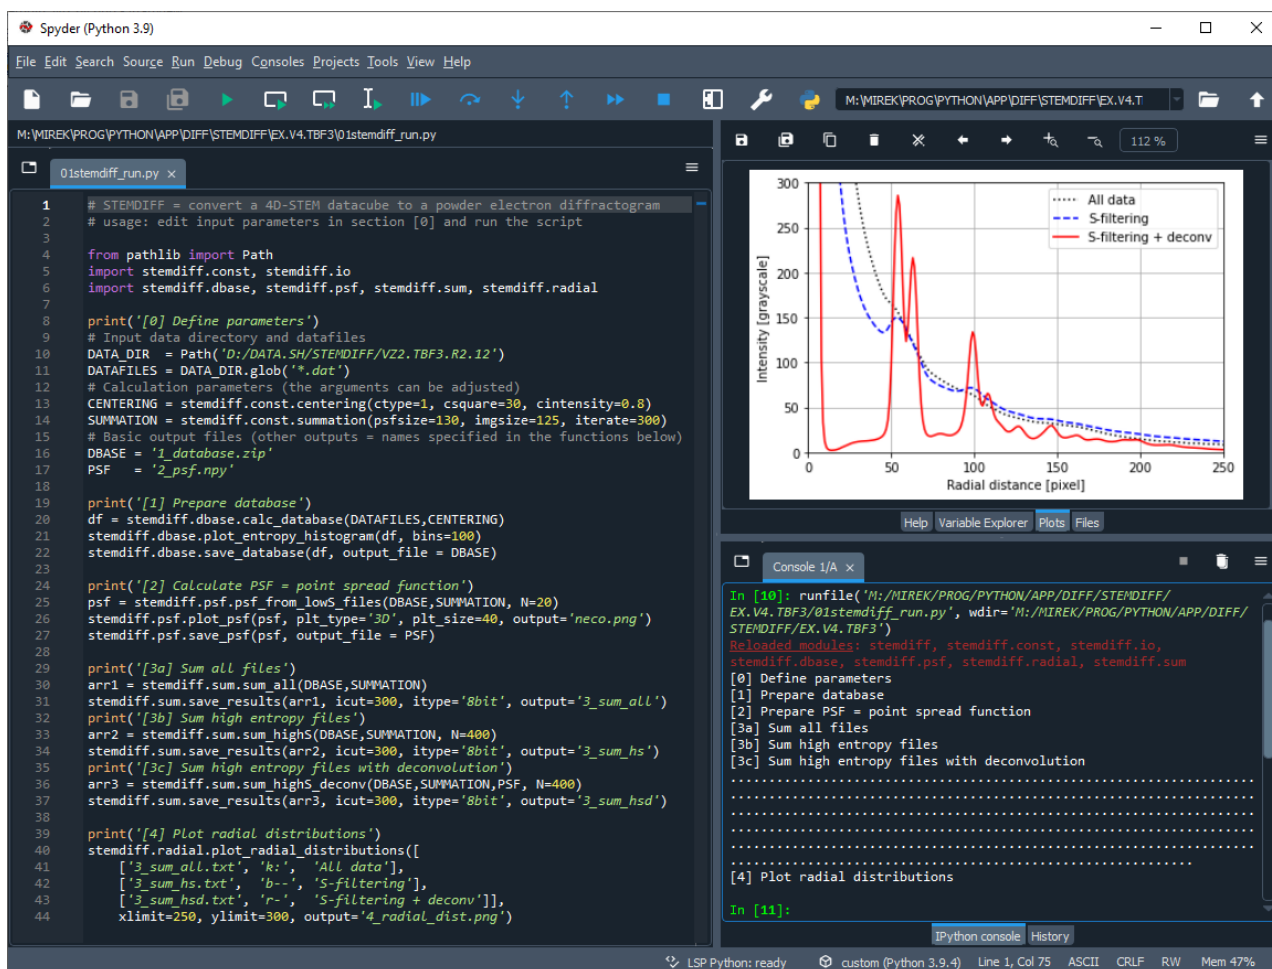 Spyder (Python 3.9)
File Edit Search Source Run Debug Consoles Projects Tools View Help
M:\MIREK\PROG\PYTHON\APP\DIFF\STEMDIFF\EX.V4.T
M:\MIREK\PROG\PYTHON\APP\DIFF\STEMDIFF\EX.V4.TBF3\01stemdiff_run.py
01stemdiff_run.py
1 # STEMDIFF = convert a 4D-STEM datacube to a powder electron diffractogram
2 # usage: edit input parameters in section [0] and run the script
3
4 from pathlib import Path
5 import stemdiff.const, stemdiff.io
6 import stemdiff.dbase, stemdiff.psf, stemdiff.sum, stemdiff.radial
7
8 print('[0] Define parameters')
9 # Input data directory and datafiles
10 DATA_DIR  = Path('D:/DATA.SH/STEMDIFF/VZ2.TBF3.R2.12')
11 DATAFILES = DATA_DIR.glob('*.dat')
12 # Calculation parameters (the arguments can be adjusted)
13 CENTERING = stemdiff.const.centering(ctype=1, csquare=30, cintensity=0.8)
14 SUMMATION = stemdiff.const.summation(psfsize=130, imgsize=125, iterate=300)
15 # Basic output files (other outputs = names specified in the functions below)
16 DBASE = '1_database.zip'
17 PSF   = '2_psf.npy'
18
19 print('[1] Prepare database')
20 df = stemdiff.dbase.calc_database(DATAFILES,CENTERING)
21 stemdiff.dbase.plot_entropy_histogram(df, bins=100)
22 stemdiff.dbase.save_database(df, output_file = DBASE)
23
24 print('[2] Calculate PSF = point spread function')
25 psf = stemdiff.psf.psf_from_lowS_files(DBASE,SUMMATION, N=20)
26 stemdiff.psf.plot_psf(psf, plt_type='3D', plt_size=40, output='neco.png')
27 stemdiff.psf.save_psf(psf, output_file = PSF)
28
29 print('[3a] Sum all files')
30 arr1 = stemdiff.sum.sum_all(DBASE,SUMMATION)
31 stemdiff.sum.save_results(arr1, icut=300, itype='8bit', output='3_sum_all')
32 print('[3b] Sum high entropy files')
33 arr2 = stemdiff.sum.sum_highS(DBASE,SUMMATION, N=400)
34 stemdiff.sum.save_results(arr2, icut=300, itype='8bit', output='3_sum_hs')
35 print('[3c] Sum high entropy files with deconvolution')
36 arr3 = stemdiff.sum.sum_highS_deconv(DBASE,SUMMATION,PSF, N=400)
37 stemdiff.sum.save_results(arr3, icut=300, itype='8bit', output='3_sum_hsd')
38
39 print('[4] Plot radial distributions')
40 stemdiff.radial.plot_radial_distributions([
41     ['3_sum_all.txt', 'k:',  'All data'],
42     ['3_sum_hs.txt',  'b--', 'S-filtering'],
43     ['3_sum_hsd.txt', 'r-',  'S-filtering + deconv']],
44     xlimit=250, ylimit=300, output='4_radial_dist.png')
112 %
300
250
200
150
100
50
0
Intensity [grayscale]
All data
S-filtering
S-filtering + deconv
0 50 100 150 200 250
Radial distance [pixel]
Help Variable Explorer Plots Files
Console 1/A
In [10]: runfile('M:/MIREK/PROG/PYTHON/APP/DIFF/STEMDIFF/
EX.V4.TBF3/01stemdiff_run.py', wdir='M:/MIREK/PROG/PYTHON/APP/DIFF/
STEMDIFF/EX.V4.TBF3')
Reloaded modules: stemdiff, stemdiff.const, stemdiff.io,
stemdiff.dbase, stemdiff.psf, stemdiff.radial, stemdiff.sum
[0] Define parameters
[1] Prepare database
[2] Prepare PSF = point spread function
[3a] Sum all files
[3b] Sum high entropy files
[3c] Sum high entropy files with deconvolution
......................................................................
......................................................................
......................................................................
......................................................................
......................................................................
..............................................................
[4] Plot radial distributions
In [11]:
IPython console History
LSP Python: ready custom (Python 3.9.4) Line 1, Col 75 ASCII CRLF RW Mem 47%